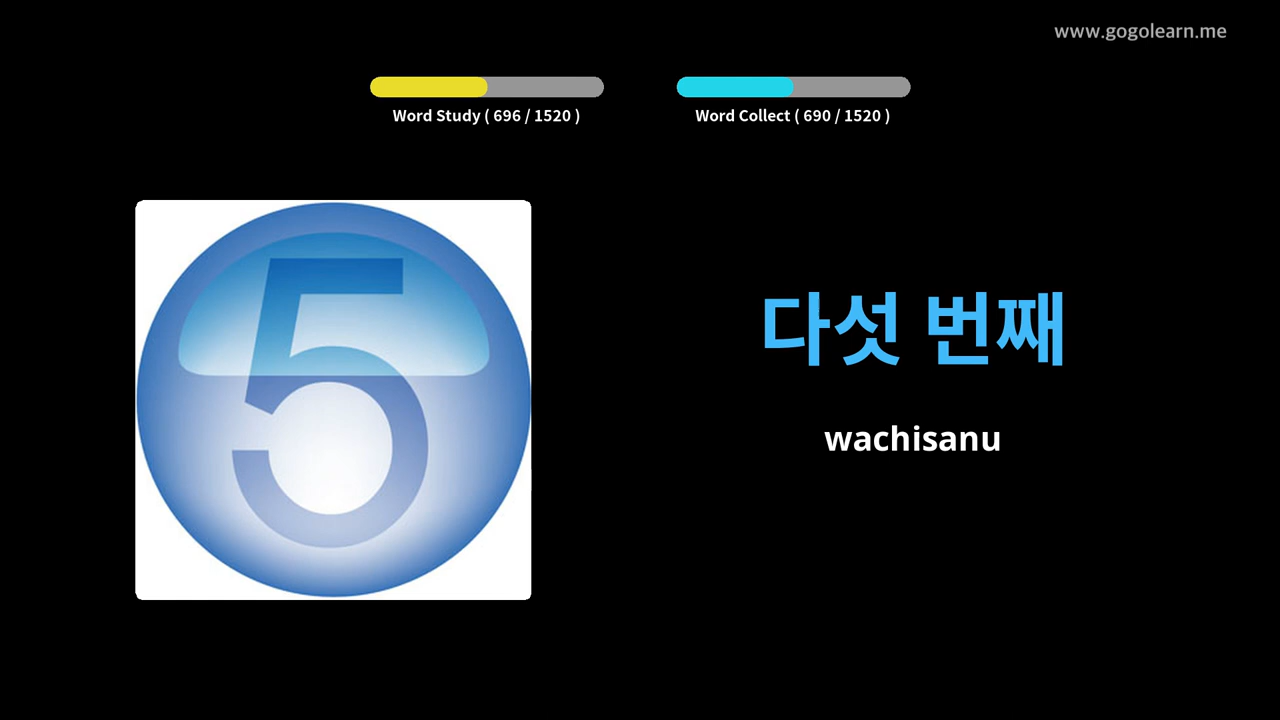 www.gogolearn.me
Word Study ( 696 / 1520 )
Word Collect ( 690 / 1520 )
5
다섯 번째
wachisanu